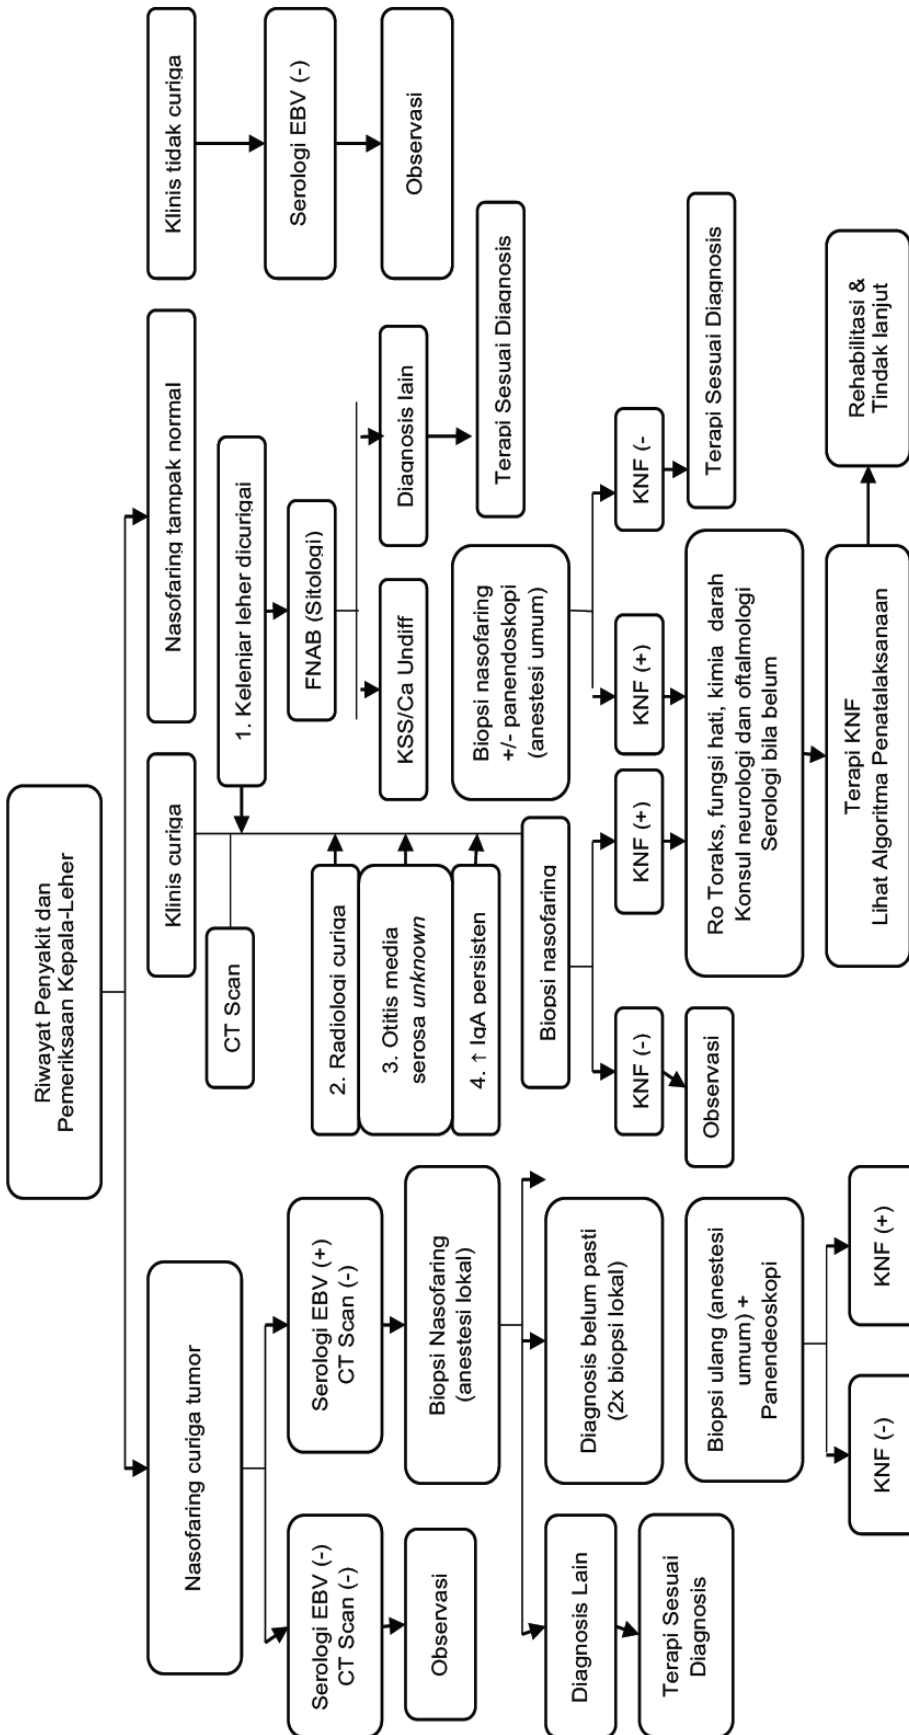 Riwayat Penyakit dan
Pemeriksaan Kepala-Leher
Nasofaring curiga tumor
Klinis curiga
Nasofaring tampak normal
Klinis tidak curiga
Serologi EBV (-)
CT Scan (-)
Observasi
Serologi EBV (+)
CT Scan (-)
Biopsi Nasofaring
(anestesi lokal)
Diagnosis Lain
Terapi Sesuai
Diagnosis
Diagnosis belum pasti
(2x biopsi lokal)
Biopsi ulang (anestesi
umum) +
Panendeoskopi
KNF (-)
KNF (+)
CT Scan
1. Kelenjar leher dicurigai
2. Radiologi curiga
3. Otitis media
serosa unknown
4. ↑ IgA persisten
Biopsi nasofaring
KNF (-)
Observasi
KNF (+)
FNAB (Sitologi)
KSS/Ca Undiff
Diagnosis lain
Terapi Sesuai Diagnosis
Biopsi nasofaring
+/- panendoskopi
(anestesi umum)
KNF (+)
KNF (-
Terapi Sesuai Diagnosis
Ro Toraks, fungsi hati, kimia darah
Konsul neurologi dan oftalmologi
Serologi bila belum
Terapi KNF
Lihat Algoritma Penatalaksanaan
Rehabilitasi &
Tindak lanjut
Serologi EBV (-)
Observasi